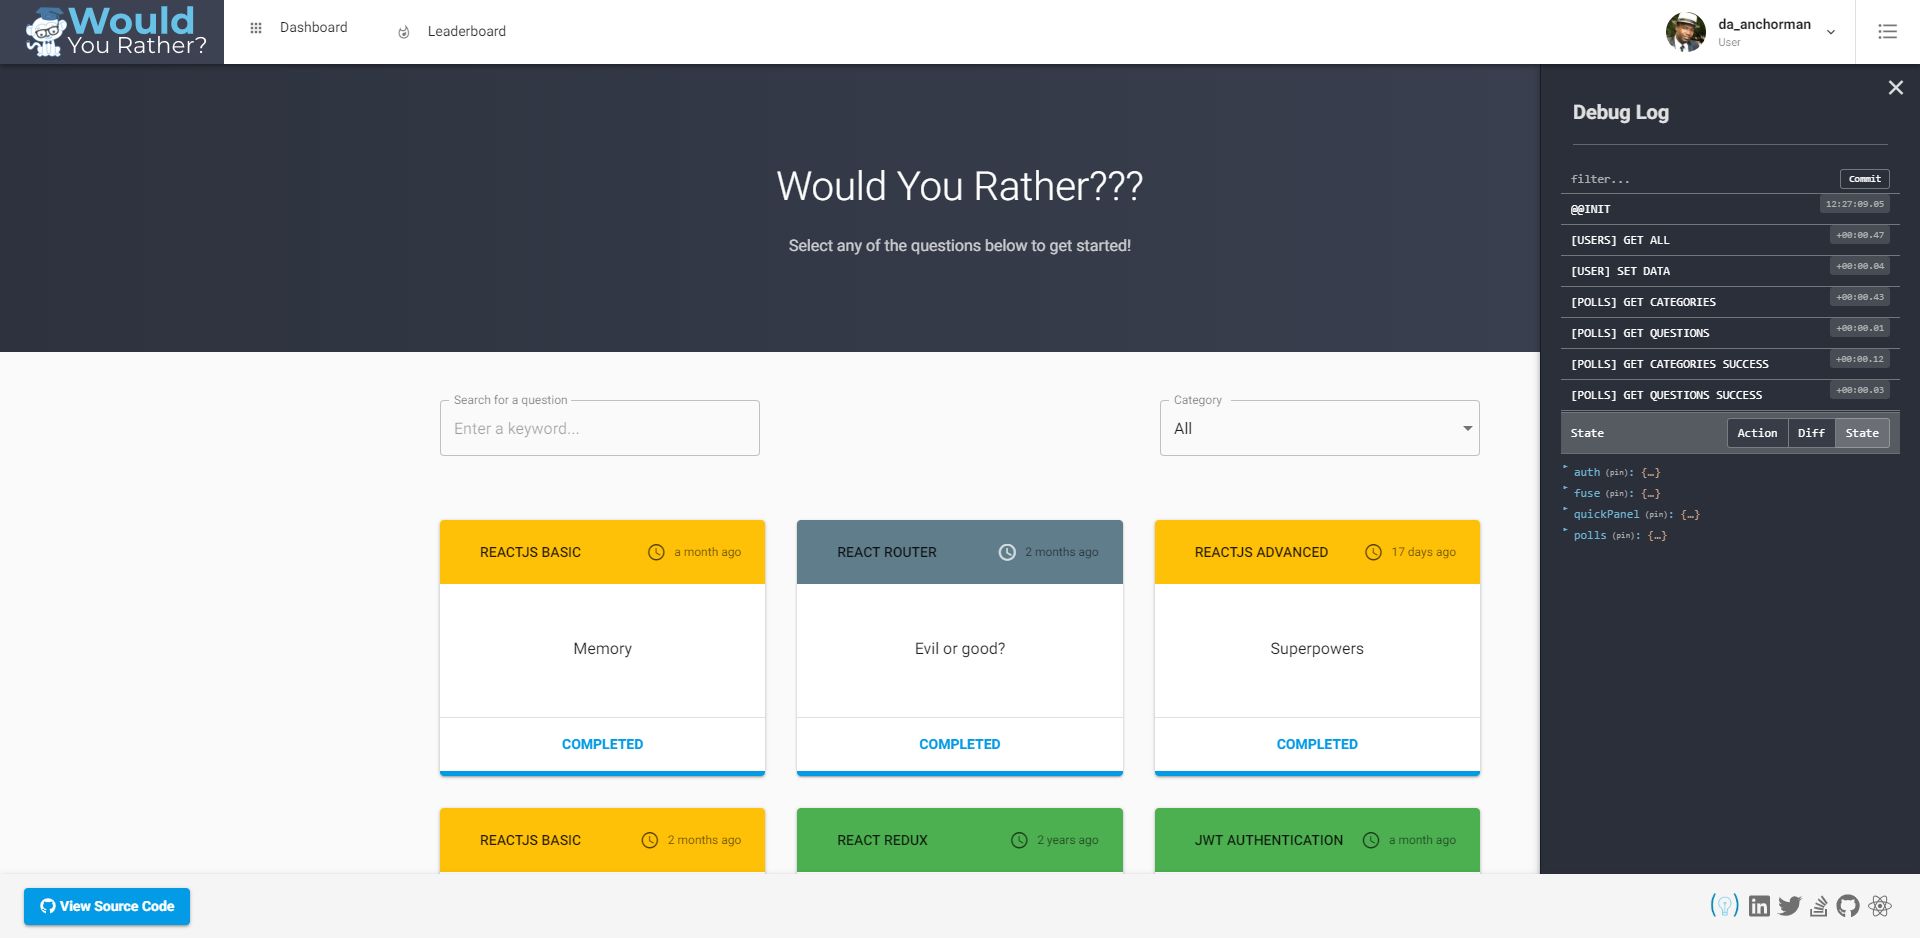 Would
You Rather?
Dashboard
Leaderboard
da_anchorman
User
Would You Rather???
Select any of the questions below to get started!
Search for a question
Enter a keyword...
Category
All
REACTJS BASIC
a month ago
Memory
COMPLETED
REACT ROUTER
2 months ago
Evil or good?
COMPLETED
REACTJS ADVANCED
17 days ago
Superpowers
COMPLETED
REACTJS BASIC
2 months ago
REACT REDUX
2 years ago
JWT AUTHENTICATION
a month ago
Debug Log
filter...
Commit
@@INIT
12:27:09.05
[USERS] GET ALL
+00:00.47
[USER] SET DATA
+00:00.04
[POLLS] GET CATEGORIES
+00:00.43
[POLLS] GET QUESTIONS
+00:00.01
[POLLS] GET CATEGORIES SUCCESS
+00:00.12
[POLLS] GET QUESTIONS SUCCESS
+00:00.03
State
Action
Diff
State
auth (pin): {…}
fuse (pin): {…}
quickPanel (pin): {…}
polls (pin): {…}
View Source Code